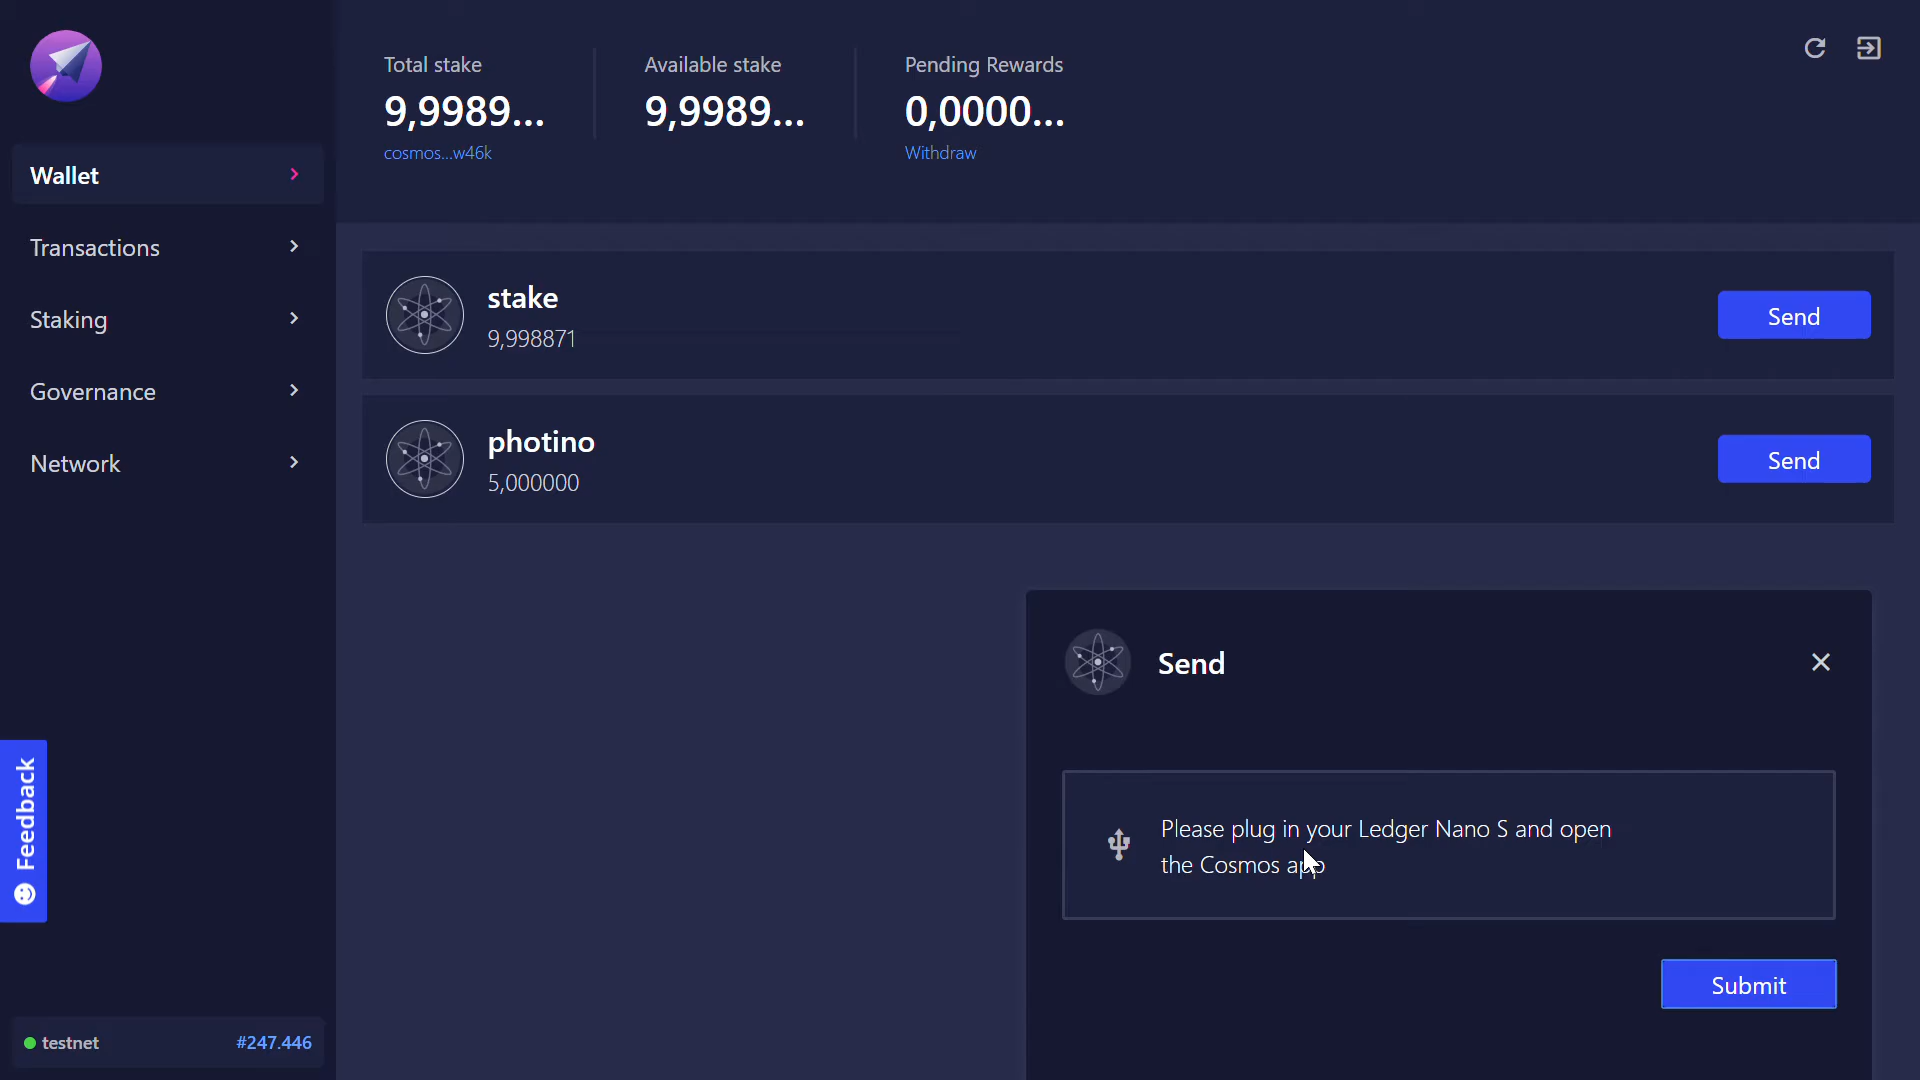 Total stake
9,9989...
cosmos...w46k
Available stake
9,9989...
Pending Rewards
0,0000...
Withdraw
Wallet
Transactions
Staking
Governance
Network
stake
9,998871
Send
photino
5,000000
Send
Send
Please plug in your Ledger Nano S and open
the Cosmos app
Submit
Feedback
testnet
#247.446